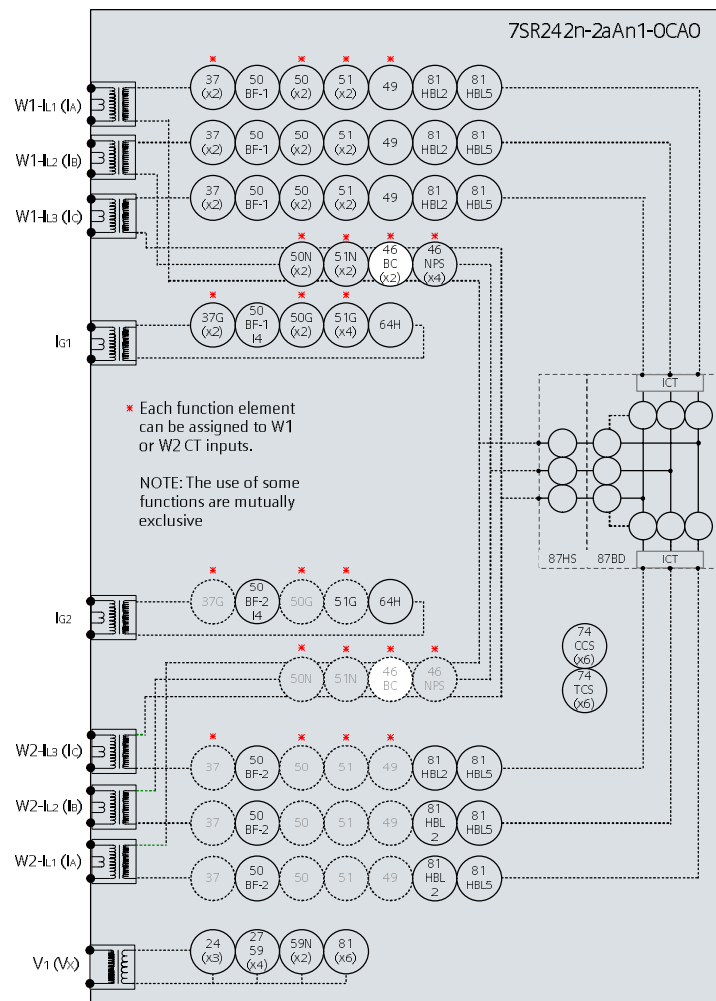 7SR242n-2aAn1-0CA0
* * * *
W1-IL1 (IA)
37 (x2) 50 BF-1 50 (x2) 51 (x2) 49 81 HBL2 81 HBL5
W1-IL2 (IB)
37 (x2) 50 BF-1 50 (x2) 51 (x2) 49 81 HBL2 81 HBL5
W1-IL3 (IC)
37 (x2) 50 BF-1 50 (x2) 51 (x2) 49 81 HBL2 81 HBL5
* * * *
50N (x2) 51N (x2) 46 BC (x2) 46 NPS (x4)
* * *
IG1
37G (x2) 50 BF-1 I4 50G (x2) 51G (x4) 64H
ICT
* Each function element
can be assigned to W1
or W2 CT inputs.
NOTE: The use of some
functions are mutually
exclusive
87HS 87BD ICT
* * *
IG2
37G 50 BF-2 I4 50G 51G 64H
74 CCS (x6)
74 TCS (x6)
* * * *
50N 51N 46 BC 46 NPS
* * * *
W2-IL3 (IC)
37 50 BF-2 50 51 49 81 HBL2 81 HBL5
W2-IL2 (IB)
37 50 BF-2 50 51 49 81 HBL 2 81 HBL5
W2-IL1 (IA)
37 50 BF-2 50 51 49 81 HBL 2 81 HBL5
V1 (VX)
24 (x3) 27 59 (x4) 59N (x2) 81 (x6)